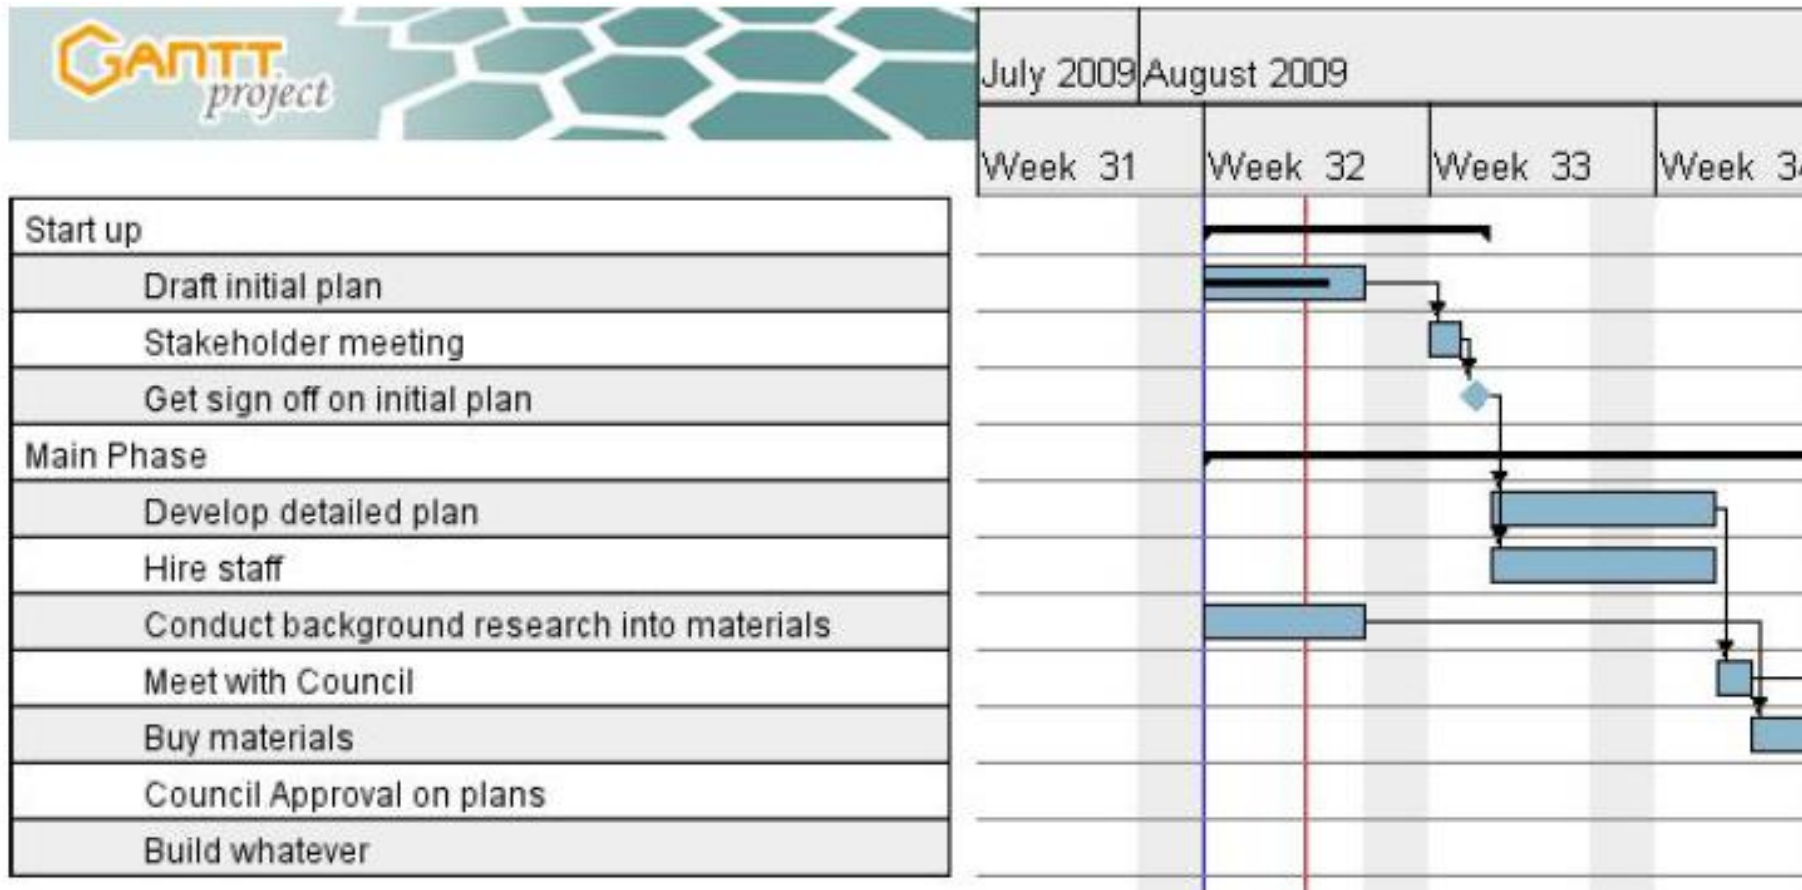 GANTT
project
July 2009 August 2009
Week 31 Week 32 Week 33 Week 34
Start up
Draft initial plan
Stakeholder meeting
Get sign off on initial plan
Main Phase
Develop detailed plan
Hire staff
Conduct background research into materials
Meet with Council
Buy materials
Council Approval on plans
Build whatever